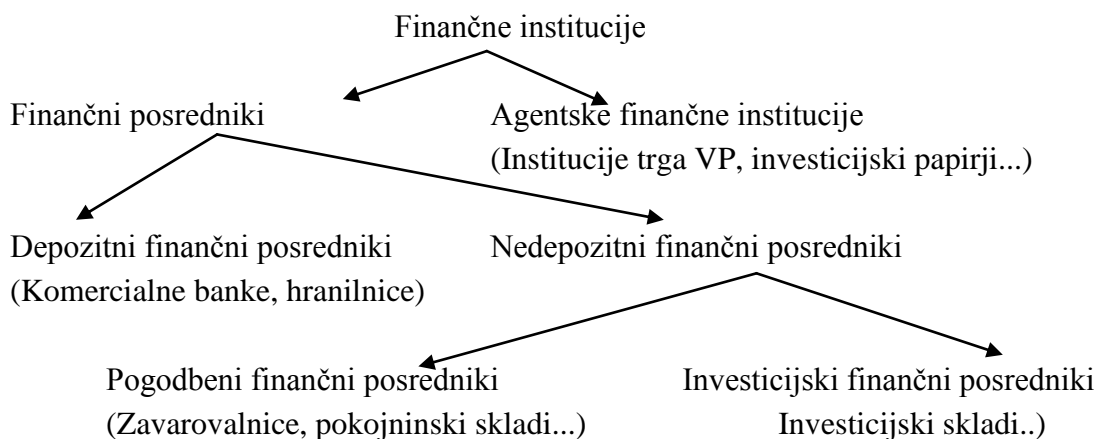 Finančne institucije
Finančni posredniki
Agentske finančne institucije
(Institucije trga VP, investicijski papirji...)
Depozitni finančni posredniki
(Komercialne banke, hranilnice)
Nedepozitni finančni posredniki
Pogodbeni finančni posredniki
(Zavarovalnice, pokojninski skladi...)
Investicijski finančni posredniki
Investicijski skladi..)